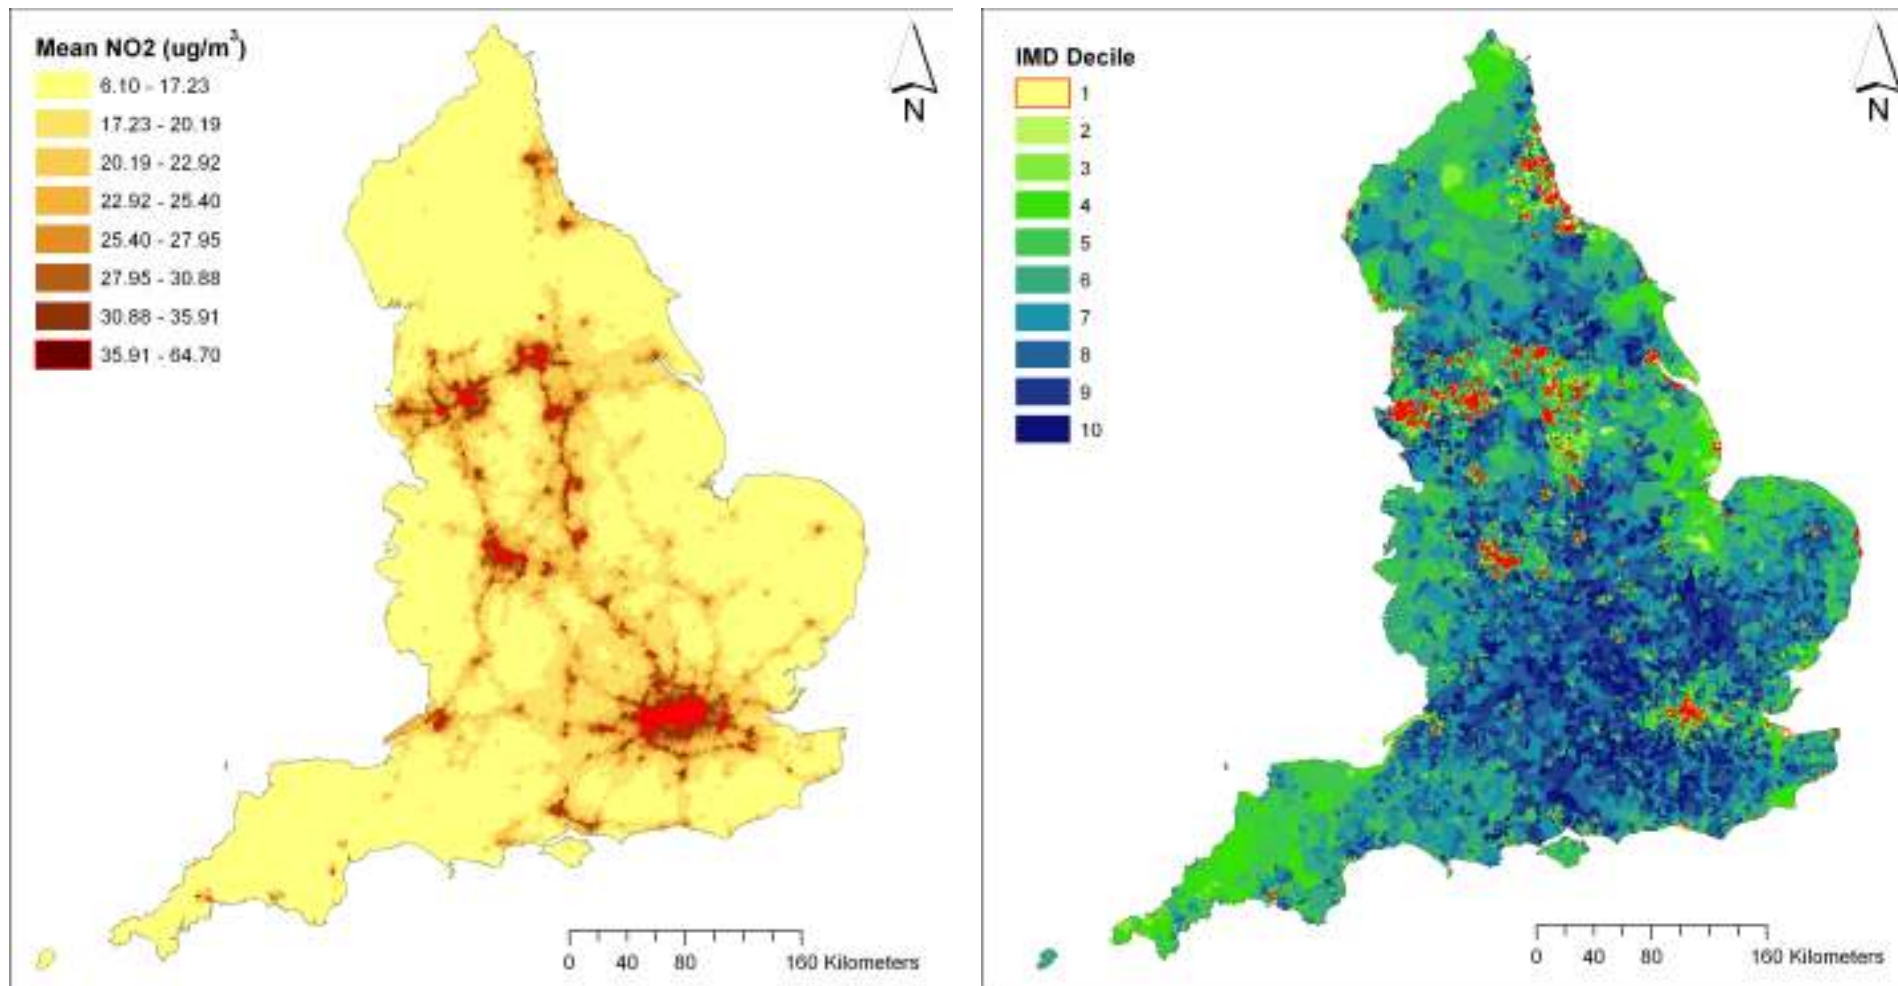 Mean NO2 (ug/m³)
6.10 - 17.23
17.23 - 20.19
20.19 - 22.92
22.92 - 25.40
25.40 - 27.95
27.95 - 30.88
30.88 - 35.91
35.91 - 64.70
N
0 40 80 160 Kilometers
IMD Decile
1
2
3
4
5
6
7
8
9
10
N
0 40 80 160 Kilometers